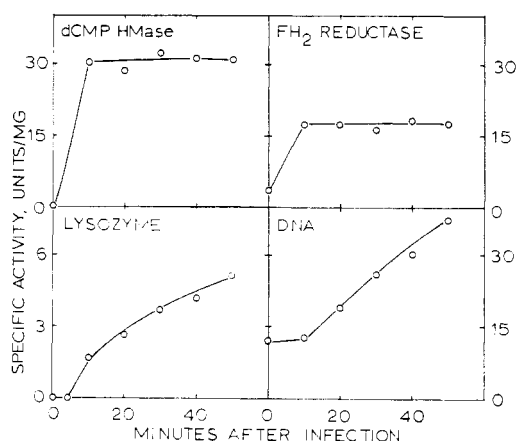 dCMP HMase
FH₂ REDUCTASE
30
15
0
30
15
0
LYSOZYME
DNA
6
3
0
30
15
0
0 20 40
0 20 40
SPECIFIC ACTIVITY, UNITS/MG
MINUTES AFTER INFECTION